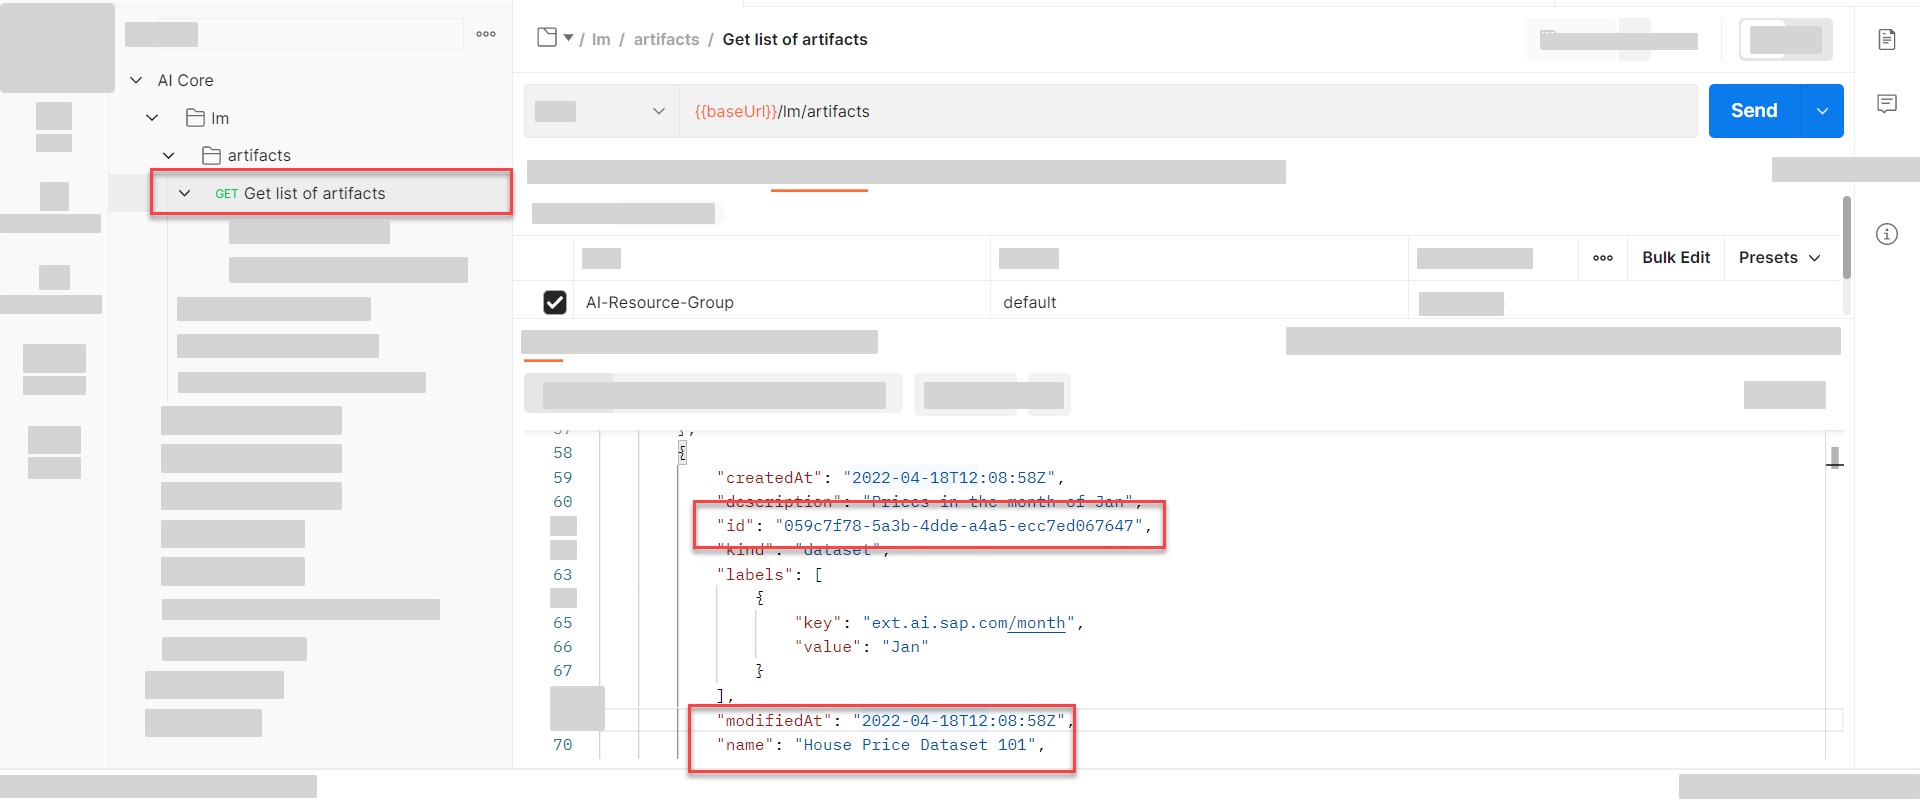 AI Core
lm
artifacts
GET Get list of artifacts
/ lm / artifacts / Get list of artifacts
{{baseUrl}}/lm/artifacts
Send
Bulk Edit
Presets
AI-Resource-Group
default
58 {
59 "createdAt": "2022-04-18T12:08:58Z",
60 "description": "Prices in the month of Jan",
"id": "059c7f78-5a3b-4dde-a4a5-ecc7ed067647",
"kind": "dataset",
63 "labels": [
{
65 "key": "ext.ai.sap.com/month",
66 "value": "Jan"
67 }
],
"modifiedAt": "2022-04-18T12:08:58Z",
70 "name": "House Price Dataset 101",